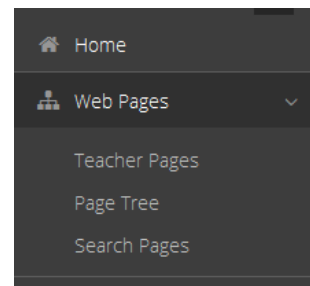 Home
Web Pages
Teacher Pages
Page Tree
Search Pages